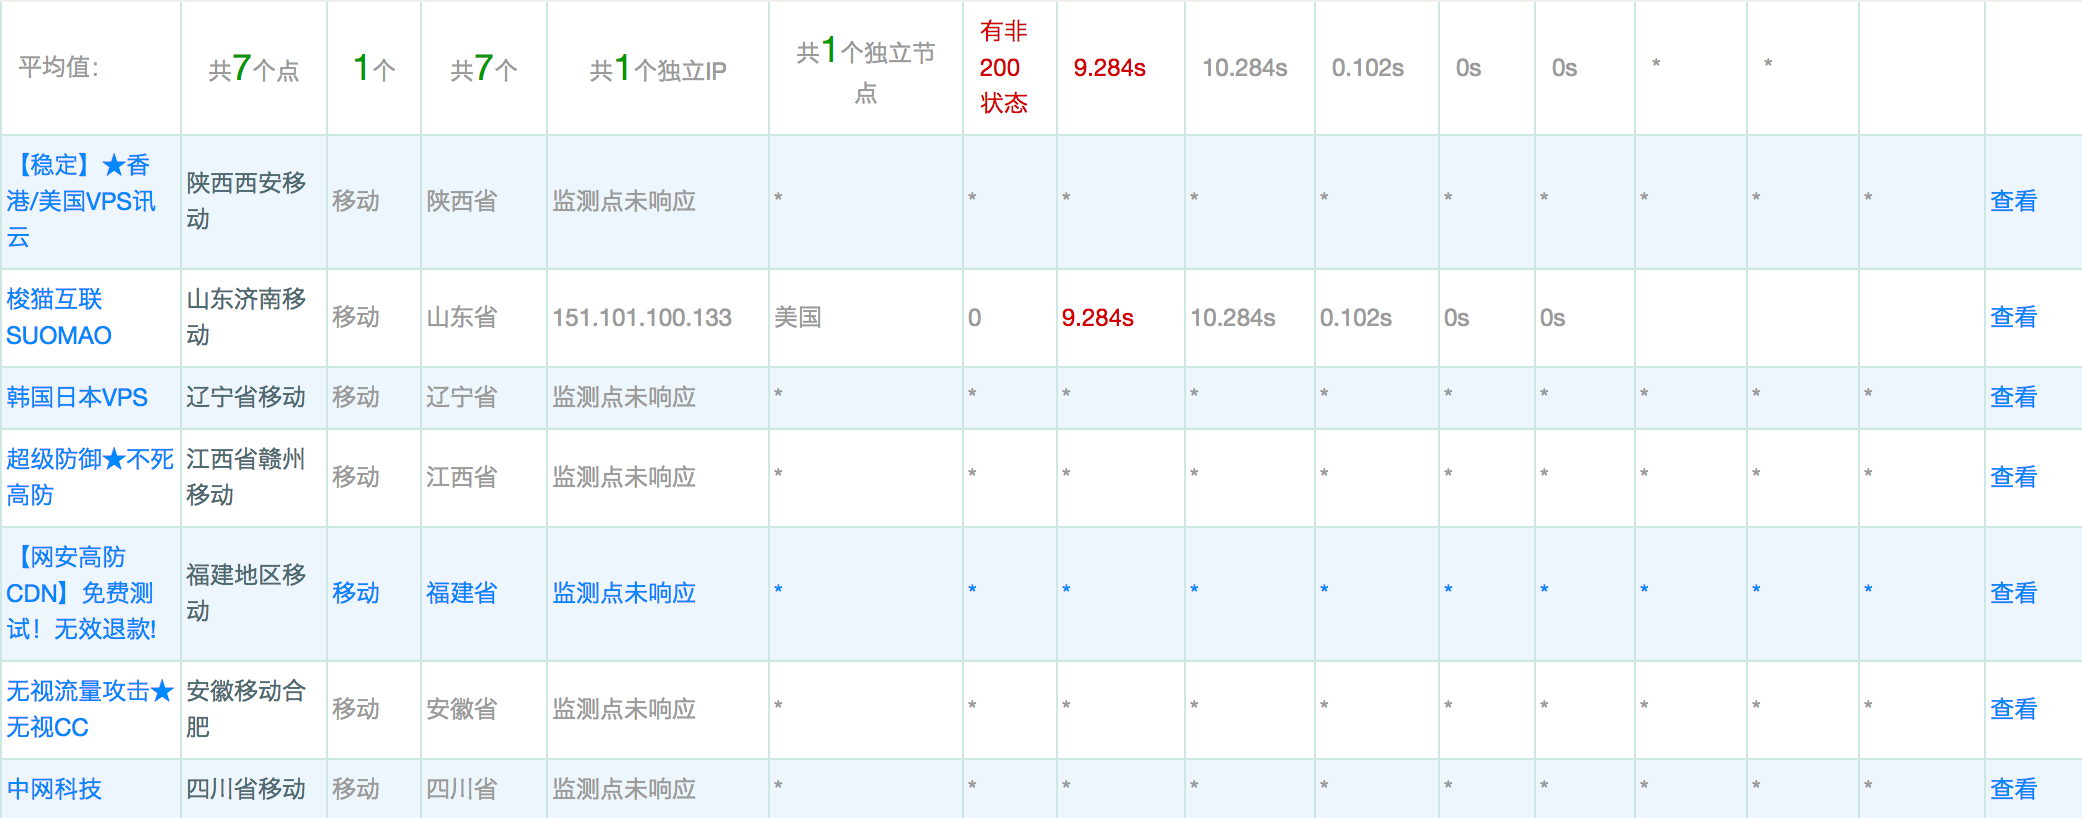 平均值： 共7个点 1个 共7个 共1个独立IP 共1个独立节点 有非200状态 9.284s 10.284s 0.102s 0s 0s * *
【稳定】★香港/美国VPS讯云 陕西西安移动 移动 陕西省 监测点未响应 * * * * * * * * * * 查看
梭猫互联SUOMAO 山东济南移动 移动 山东省 151.101.100.133 美国 0 9.284s 10.284s 0.102s 0s 0s 查看
韩国日本VPS 辽宁省移动 移动 辽宁省 监测点未响应 * * * * * * * * * * 查看
超级防御★不死高防 江西省赣州移动 移动 江西省 监测点未响应 * * * * * * * * * * 查看
【网安高防CDN】免费测试！无效退款! 福建地区移动 移动 福建省 监测点未响应 * * * * * * * * * * 查看
无视流量攻击★无视CC 安徽移动合肥 移动 安徽省 监测点未响应 * * * * * * * * * * 查看
中网科技 四川省移动 移动 四川省 监测点未响应 * * * * * * * * * * 查看